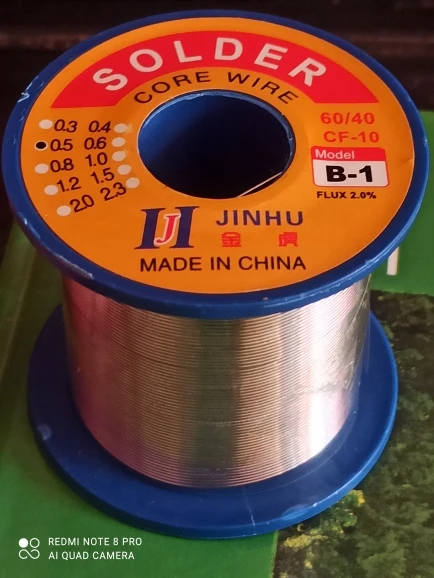 SOLDER
CORE WIRE
0.3 0.4
0.5 0.6
0.8 1.0
1.2 1.5
2.0 2.3
60/40
CF-10
Model
B-1
FLUX 2.0%
JINHU
金 虎
MADE IN CHINA
REDMI NOTE 8 PRO
AI QUAD CAMERA